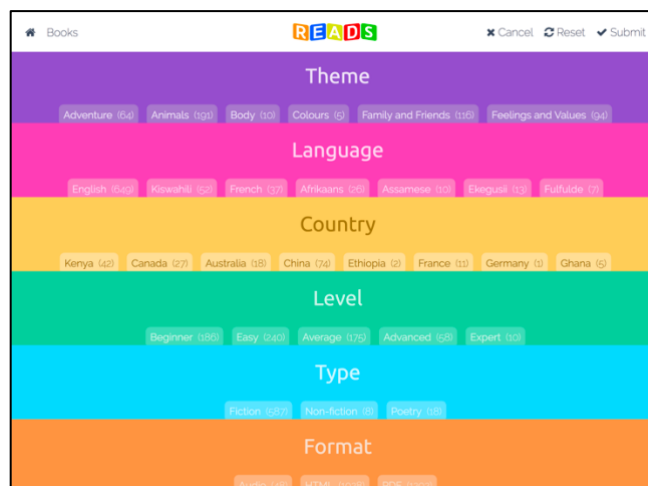 Books READS Cancel Reset Submit
Theme
Adventure (64) Animals (191) Body (10) Colours (5) Family and Friends (116) Feelings and Values (94)
Language
English (649) Kiswahili (52) French (37) Afrikaans (26) Assamese (10) Ekegusii (13) Fulfulde (7)
Country
Kenya (42) Canada (27) Australia (18) China (74) Ethiopia (2) France (11) Germany (1) Ghana (5)
Level
Beginner (186) Easy (240) Average (175) Advanced (58) Expert (10)
Type
Fiction (587) Non-fiction (8) Poetry (18)
Format
Audio HTML PDF